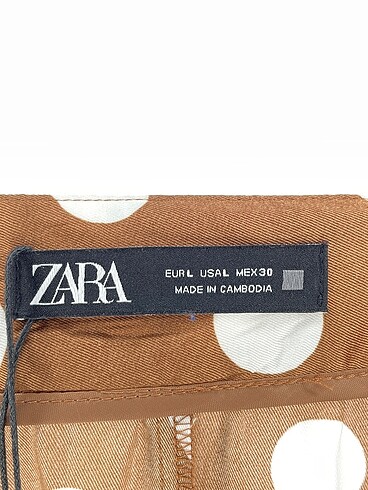 ZARA
EUR L USA L MEX 30
MADE IN CAMBODIA